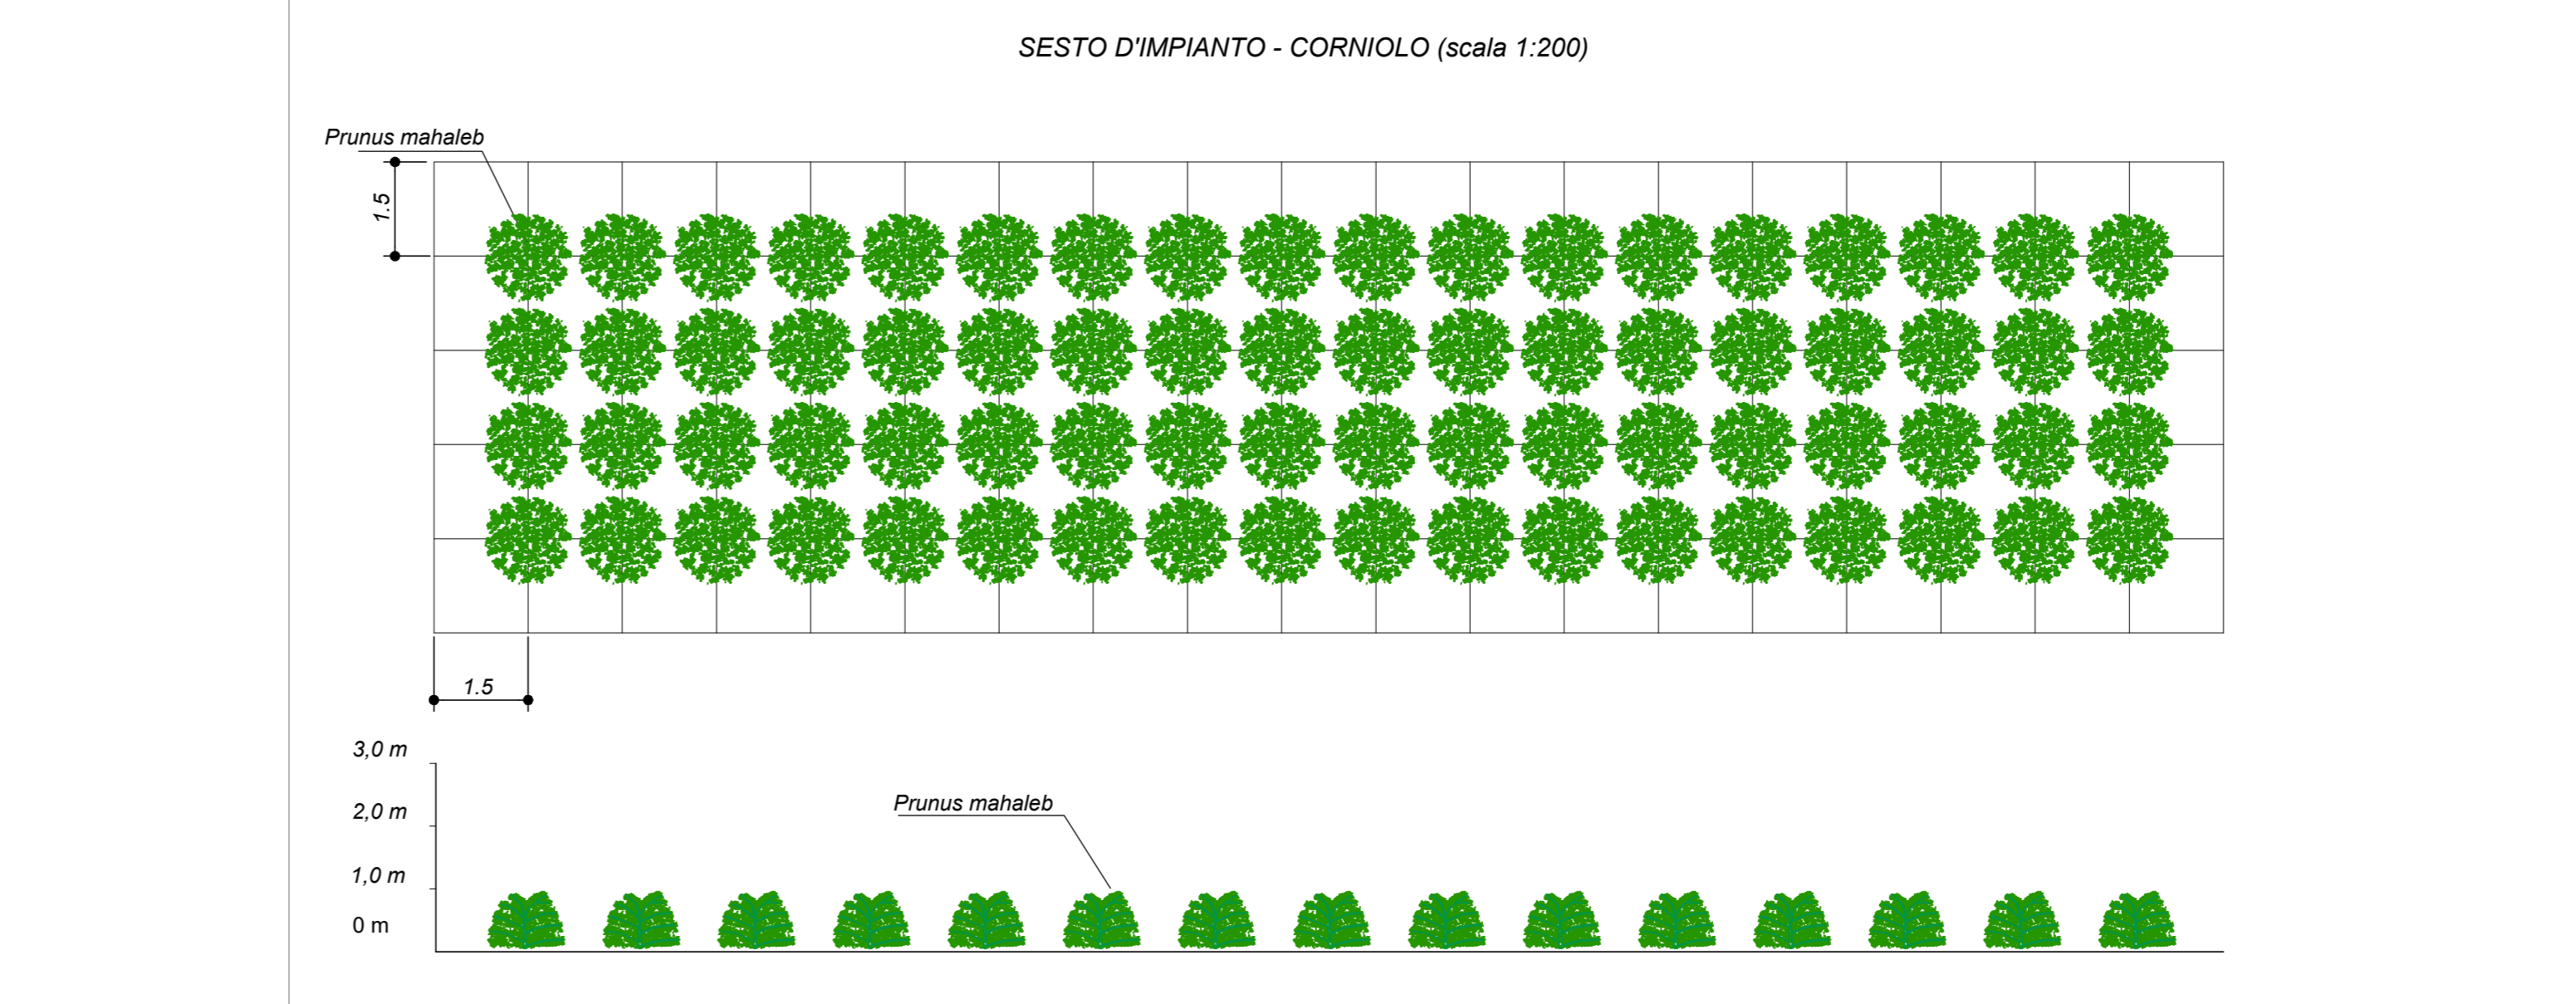 SESTO D'IMPIANTO - CORNIOLO (scala 1:200)
Prunus mahaleb
1.5
1.5
3,0 m
2,0 m
Prunus mahaleb
1,0 m
0 m